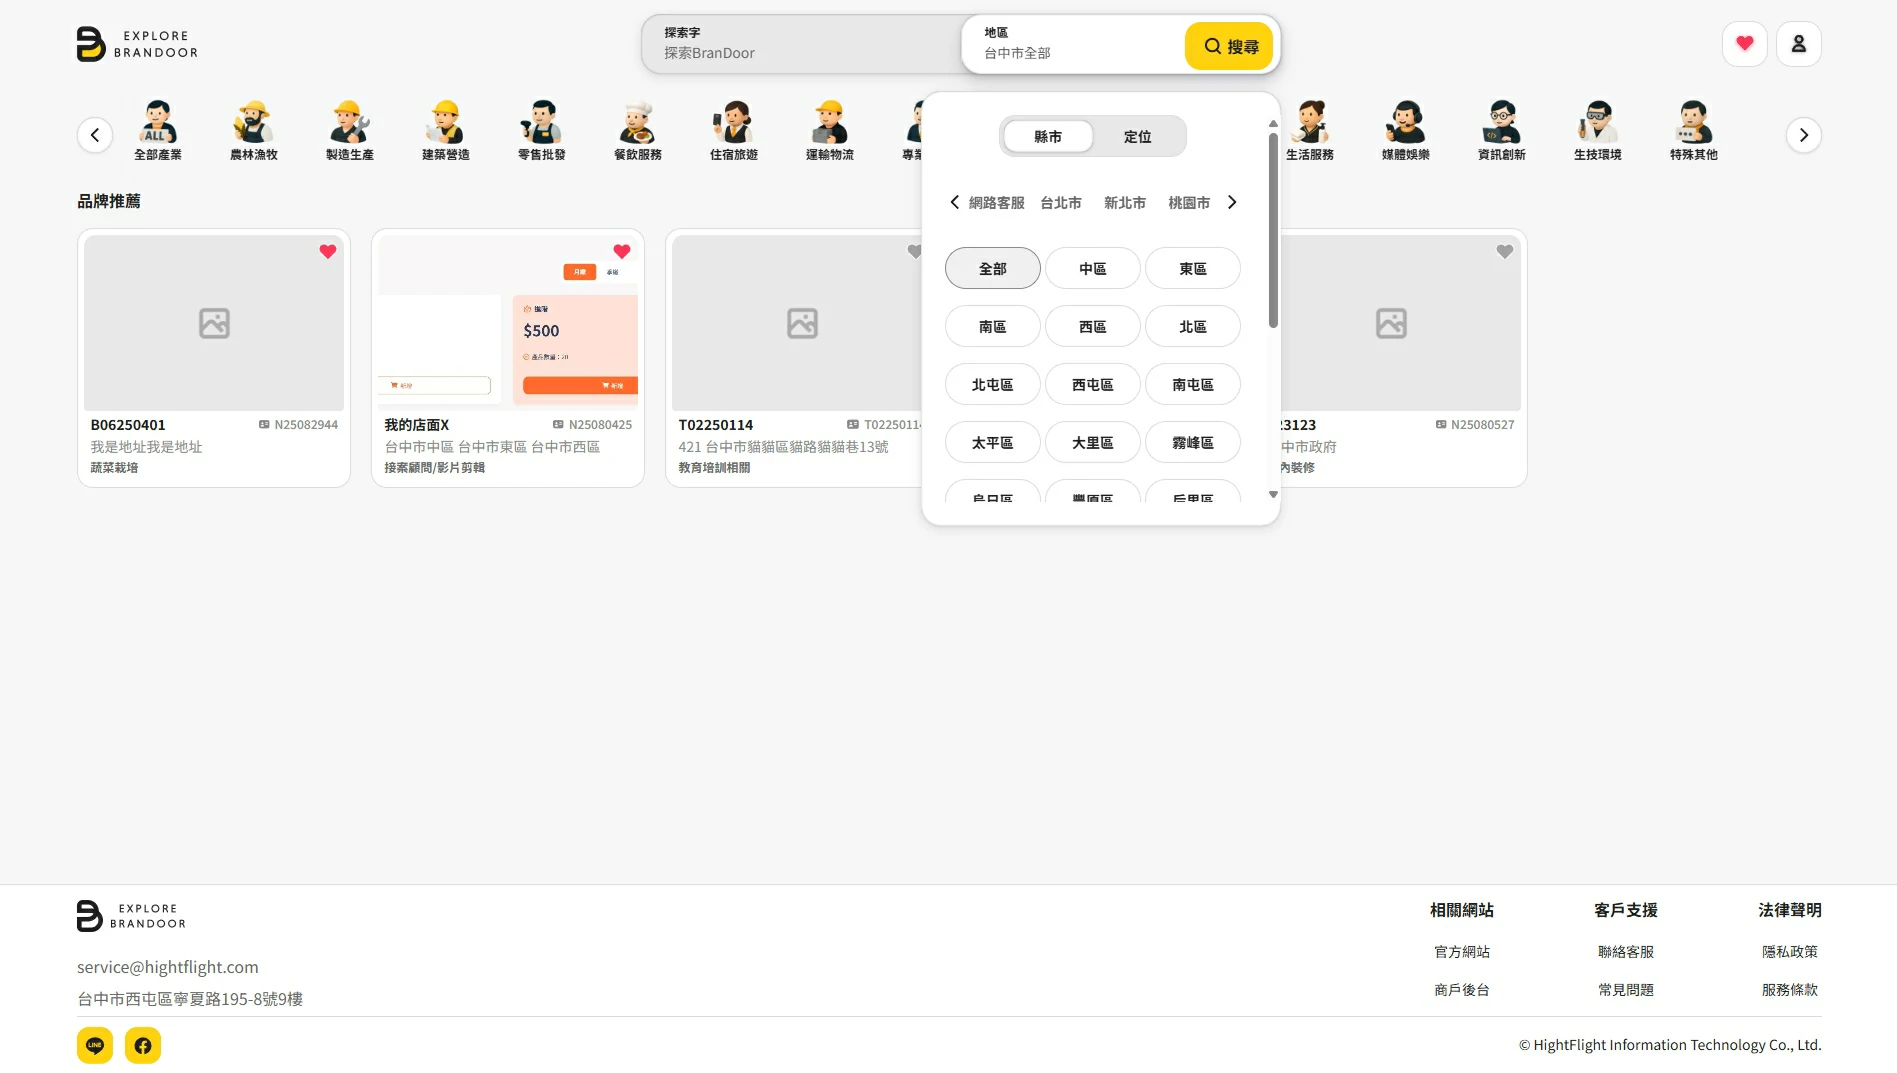 EXPLORE
BRANDOOR
探索字
探索BranDoor
地區
台中市全部
搜尋
ALL
全部產業
農林漁牧
製造生產
建築營造
零售批發
餐飲服務
住宿旅遊
運輸物流
專業
生活服務
媒體娛樂
資訊創新
生技環境
特殊其他
縣市
定位
網路客服
台北市
新北市
桃園市
全部
中區
東區
南區
西區
北區
北屯區
西屯區
南屯區
太平區
大里區
霧峰區
烏日區
豐原區
后里區
品牌推薦
B06250401
N25082944
我是地址我是地址
蔬菜栽培
$500
我的店面X
N25080425
台中市中區 台中市東區 台中市西區
接案顧問/影片剪輯
T02250114
T0225011
421 台中市貓貓區貓路貓貓巷13號
教育培訓相關
3123
N25080527
中市政府
內裝修
EXPLORE
BRANDOOR
service@hightflight.com
台中市西屯區寧夏路195-8號9樓
相關網站
官方網站
商戶後台
客戶支援
聯絡客服
常見問題
法律聲明
隱私政策
服務條款
LINE
© HightFlight Information Technology Co., Ltd.